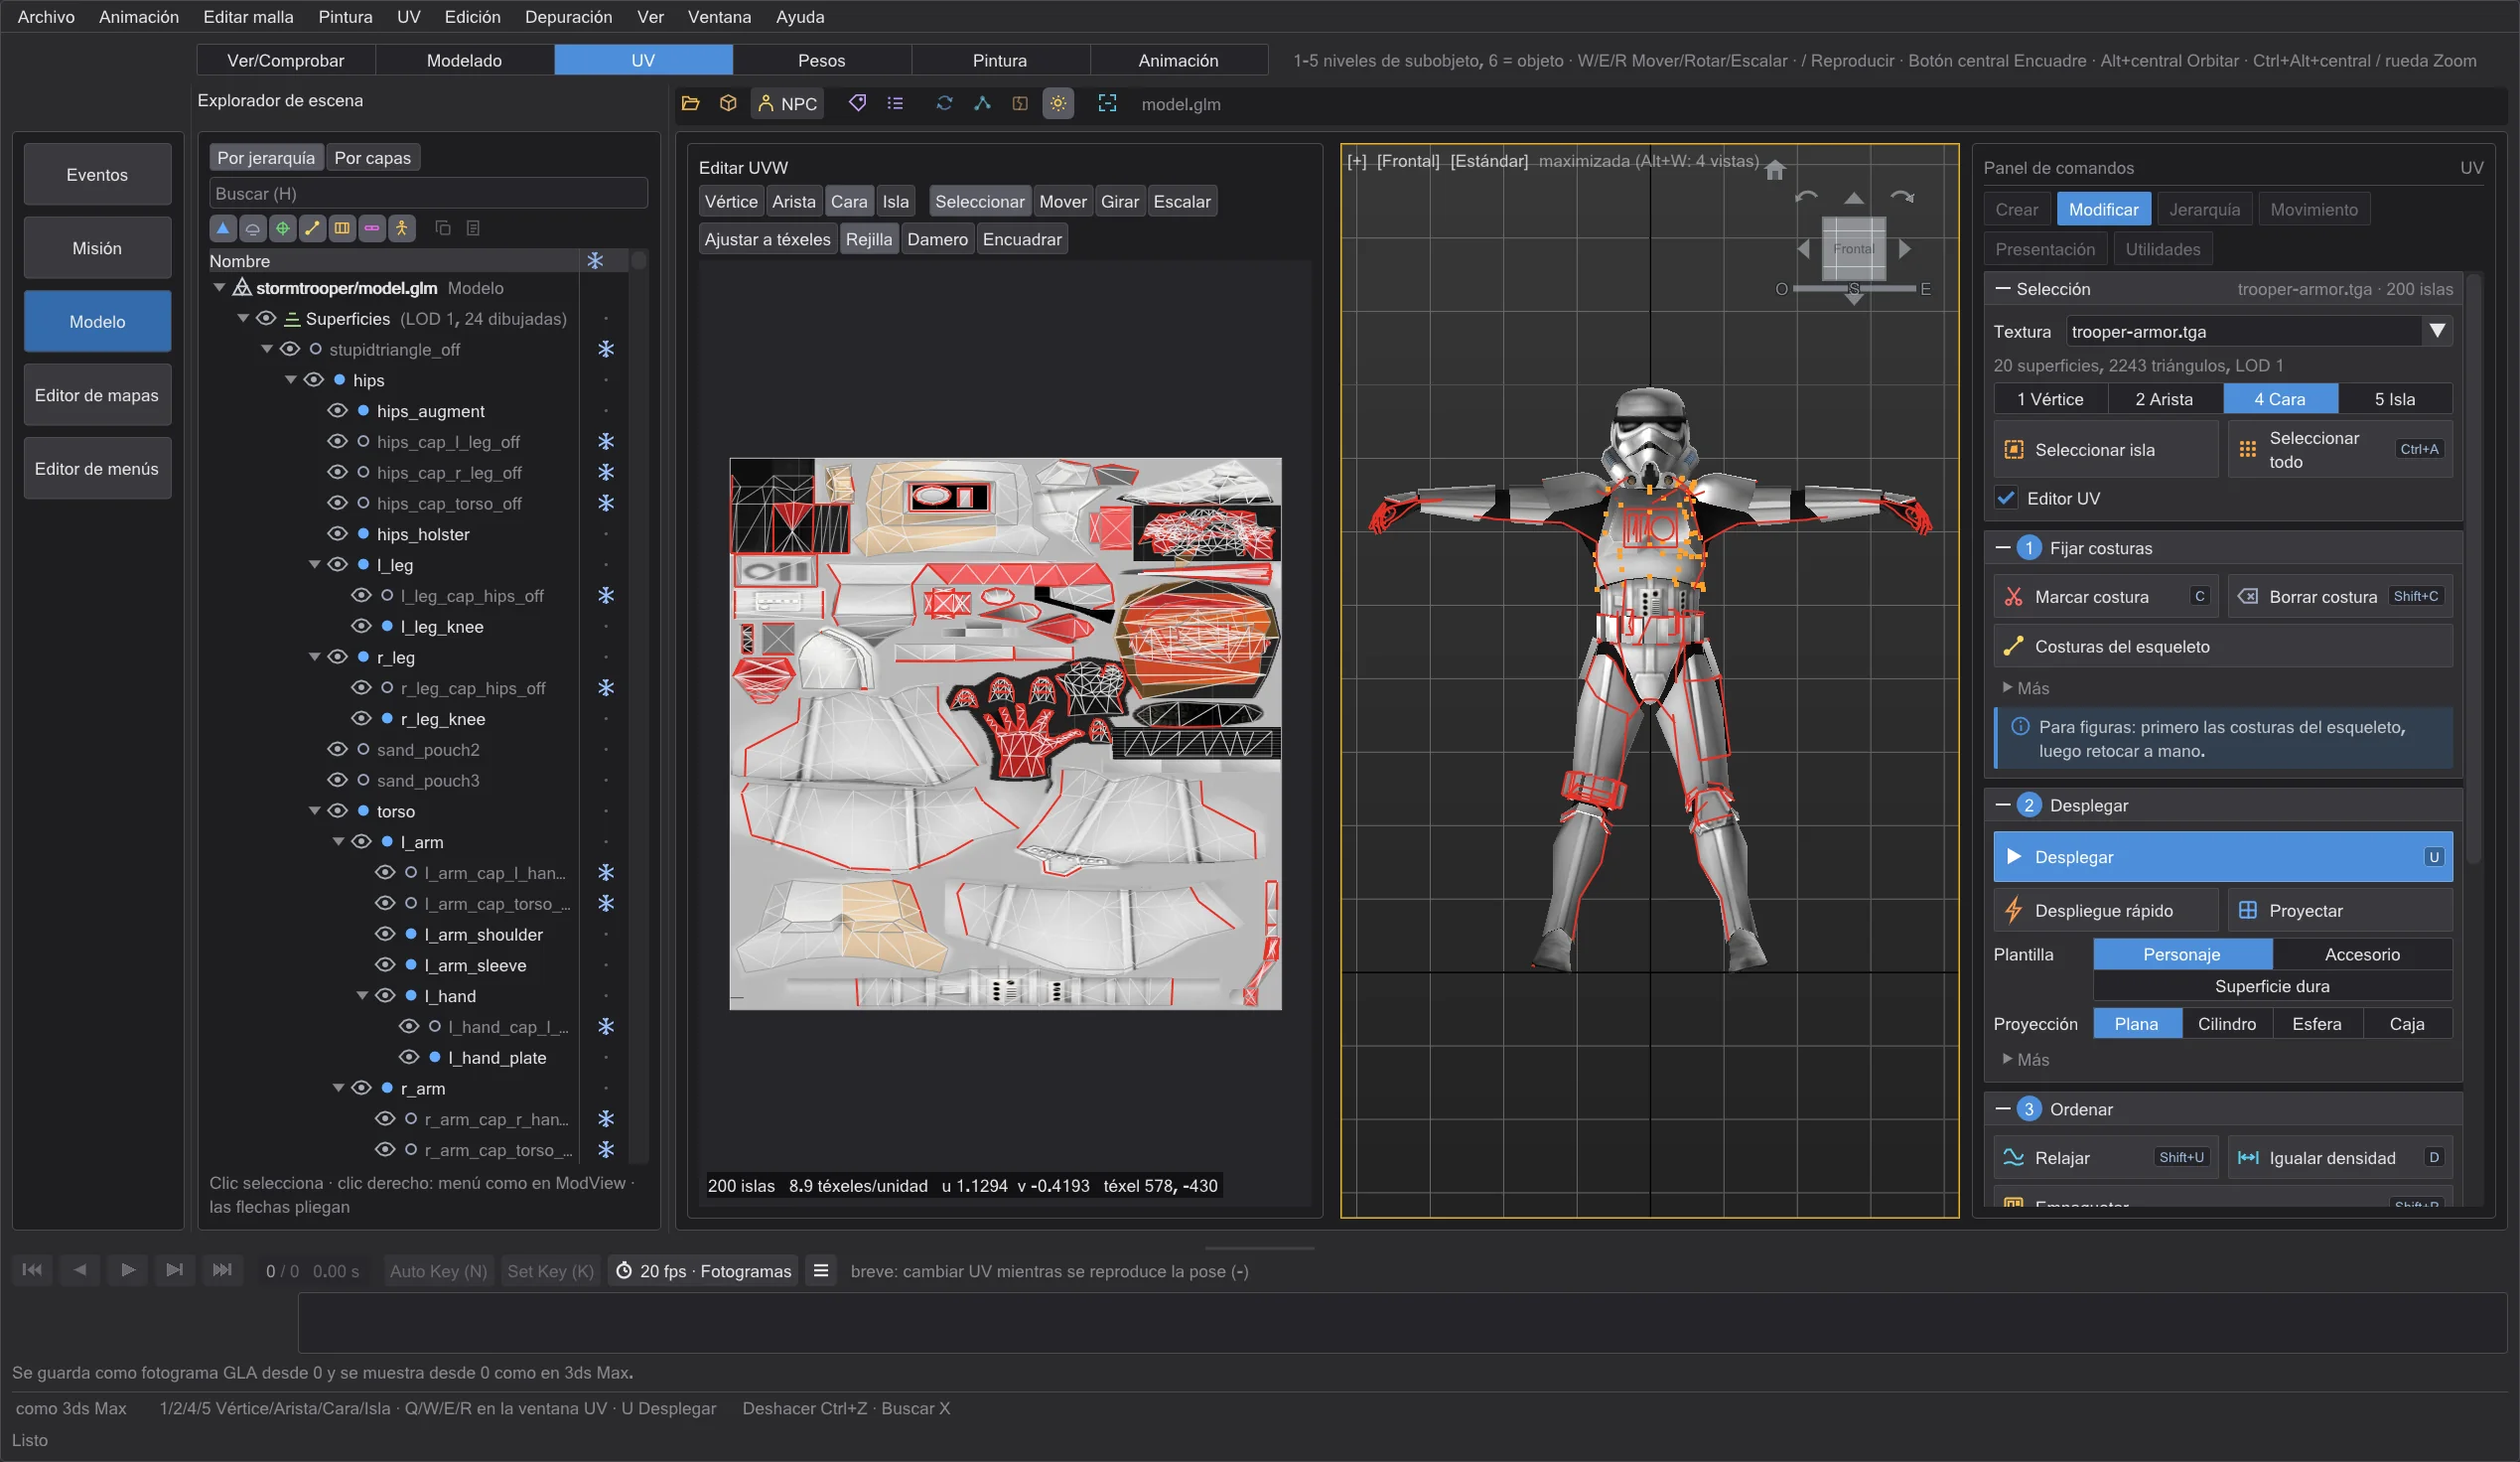 Archivo Animación Editar malla Pintura UV Edición Depuración Ver Ventana Ayuda
Ver/Comprobar Modelado UV Pesos Pintura Animación 1-5 niveles de subobjeto, 6 = objeto · W/E/R Mover/Rotar/Escalar · / Reproducir · Botón central Encuadre · Alt+central Orbitar · Ctrl+Alt+central / rueda Zoom
Explorador de escena
NPC model.glm
Eventos
Misión
Modelo
Editor de mapas
Editor de menús
Por jerarquía Por capas
Buscar (H)
Nombre
stormtrooper/model.glm Modelo
Superficies (LOD 1, 24 dibujadas)
stupidtriangle_off
hips
hips_augment
hips_cap_l_leg_off
hips_cap_r_leg_off
hips_cap_torso_off
hips_holster
l_leg
l_leg_cap_hips_off
l_leg_knee
r_leg
r_leg_cap_hips_off
r_leg_knee
sand_pouch2
sand_pouch3
torso
l_arm
l_arm_cap_l_han...
l_arm_cap_torso_...
l_arm_shoulder
l_arm_sleeve
l_hand
l_hand_cap_l_...
l_hand_plate
r_arm
r_arm_cap_r_han...
r_arm_cap_torso_...
Clic selecciona · clic derecho: menú como en ModView ·
las flechas pliegan
Editar UVW
Vértice Arista Cara Isla Seleccionar Mover Girar Escalar
Ajustar a téxeles Rejilla Damero Encuadrar
200 islas 8.9 téxeles/unidad u 1.1294 v -0.4193 téxel 578, -430
[+] [Frontal] [Estándar] maximizada (Alt+W: 4 vistas)
Frontal
O S E
Panel de comandos UV
Crear Modificar Jerarquía Movimiento
Presentación Utilidades
Selección trooper-armor.tga · 200 islas
Textura trooper-armor.tga
20 superficies, 2243 triángulos, LOD 1
1 Vértice 2 Arista 4 Cara 5 Isla
Seleccionar isla
Seleccionar todo Ctrl+A
Editor UV
1 Fijar costuras
Marcar costura C
Borrar costura Shift+C
Costuras del esqueleto
Más
Para figuras: primero las costuras del esqueleto,
luego retocar a mano.
2 Desplegar
Desplegar U
Despliegue rápido Proyectar
Plantilla Personaje Accesorio
Superficie dura
Proyección Plana Cilindro Esfera Caja
Más
3 Ordenar
Relajar Shift+U Igualar densidad D
Empaquetar Shift+P
0 / 0 0.00 s Auto Key (N) Set Key (K) 20 fps · Fotogramas breve: cambiar UV mientras se reproduce la pose (-)
Se guarda como fotograma GLA desde 0 y se muestra desde 0 como en 3ds Max.
como 3ds Max 1/2/4/5 Vértice/Arista/Cara/Isla · Q/W/E/R en la ventana UV · U Desplegar Deshacer Ctrl+Z · Buscar X
Listo